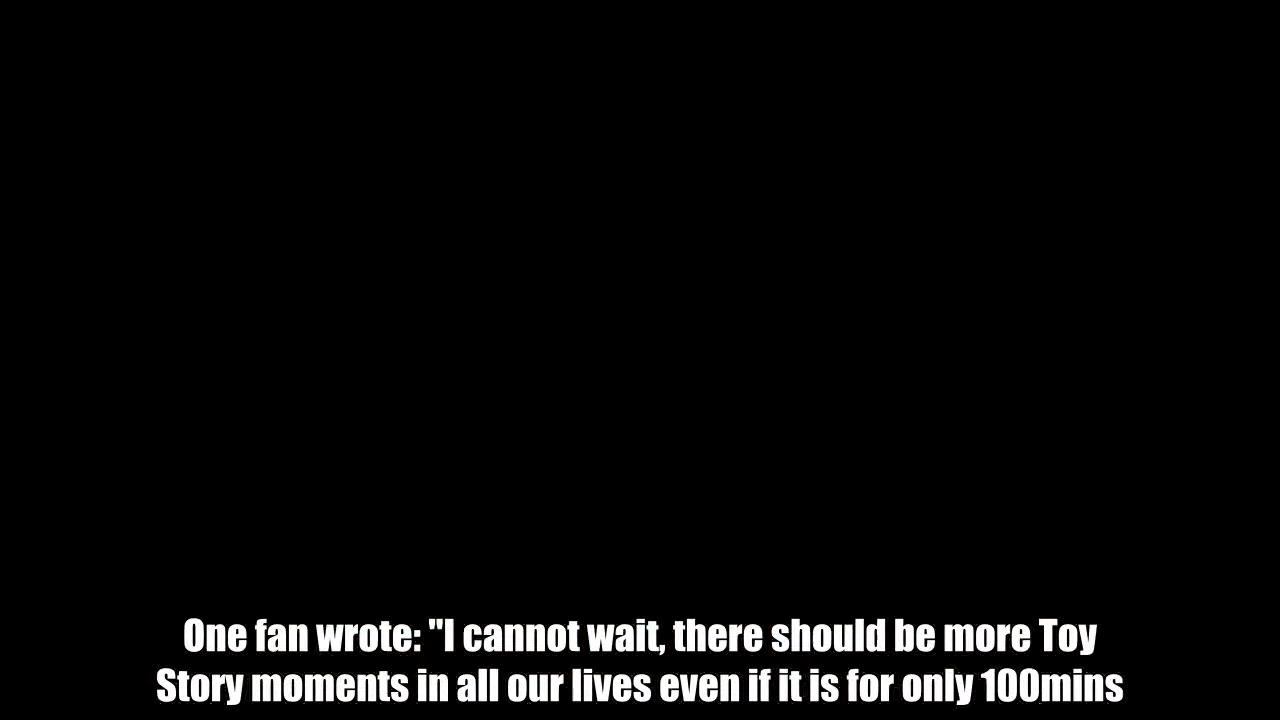 One fan wrote: "I cannot wait, there should be more Toy
Story moments in all our lives even if it is for only 100mins